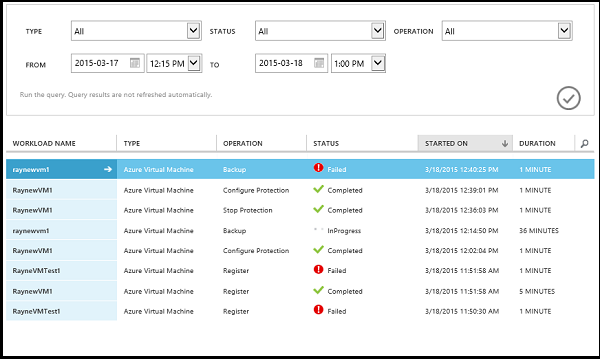 TYPE All STATUS All OPERATION All
FROM 2015-03-17 12:15 PM TO 2015-03-18 1:00 PM
Run the query. Query results are not refreshed automatically.
WORKLOAD NAME TYPE OPERATION STATUS STARTED ON DURATION
raynewvm1 Azure Virtual Machine Backup Failed 3/18/2015 12:40:25 PM 1 MINUTE
RaynewVM1 Azure Virtual Machine Configure Protection Completed 3/18/2015 12:39:01 PM 1 MINUTE
RaynewVM1 Azure Virtual Machine Stop Protection Completed 3/18/2015 12:36:03 PM 1 MINUTE
raynewvm1 Azure Virtual Machine Backup InProgress 3/18/2015 12:14:50 PM 36 MINUTES
RaynewVM1 Azure Virtual Machine Configure Protection Completed 3/18/2015 12:02:04 PM 1 MINUTE
RayneVMTest1 Azure Virtual Machine Register Failed 3/18/2015 11:51:58 AM 1 MINUTE
RaynewVM1 Azure Virtual Machine Register Completed 3/18/2015 11:51:58 AM 5 MINUTES
RayneVMTest1 Azure Virtual Machine Register Failed 3/18/2015 11:50:30 AM 1 MINUTE